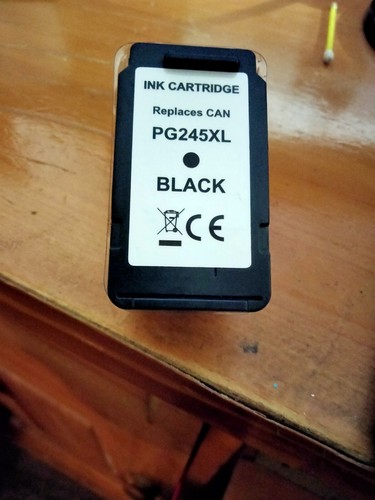 INK CARTRIDGE
Replaces CAN
PG245XL
BLACK
CE